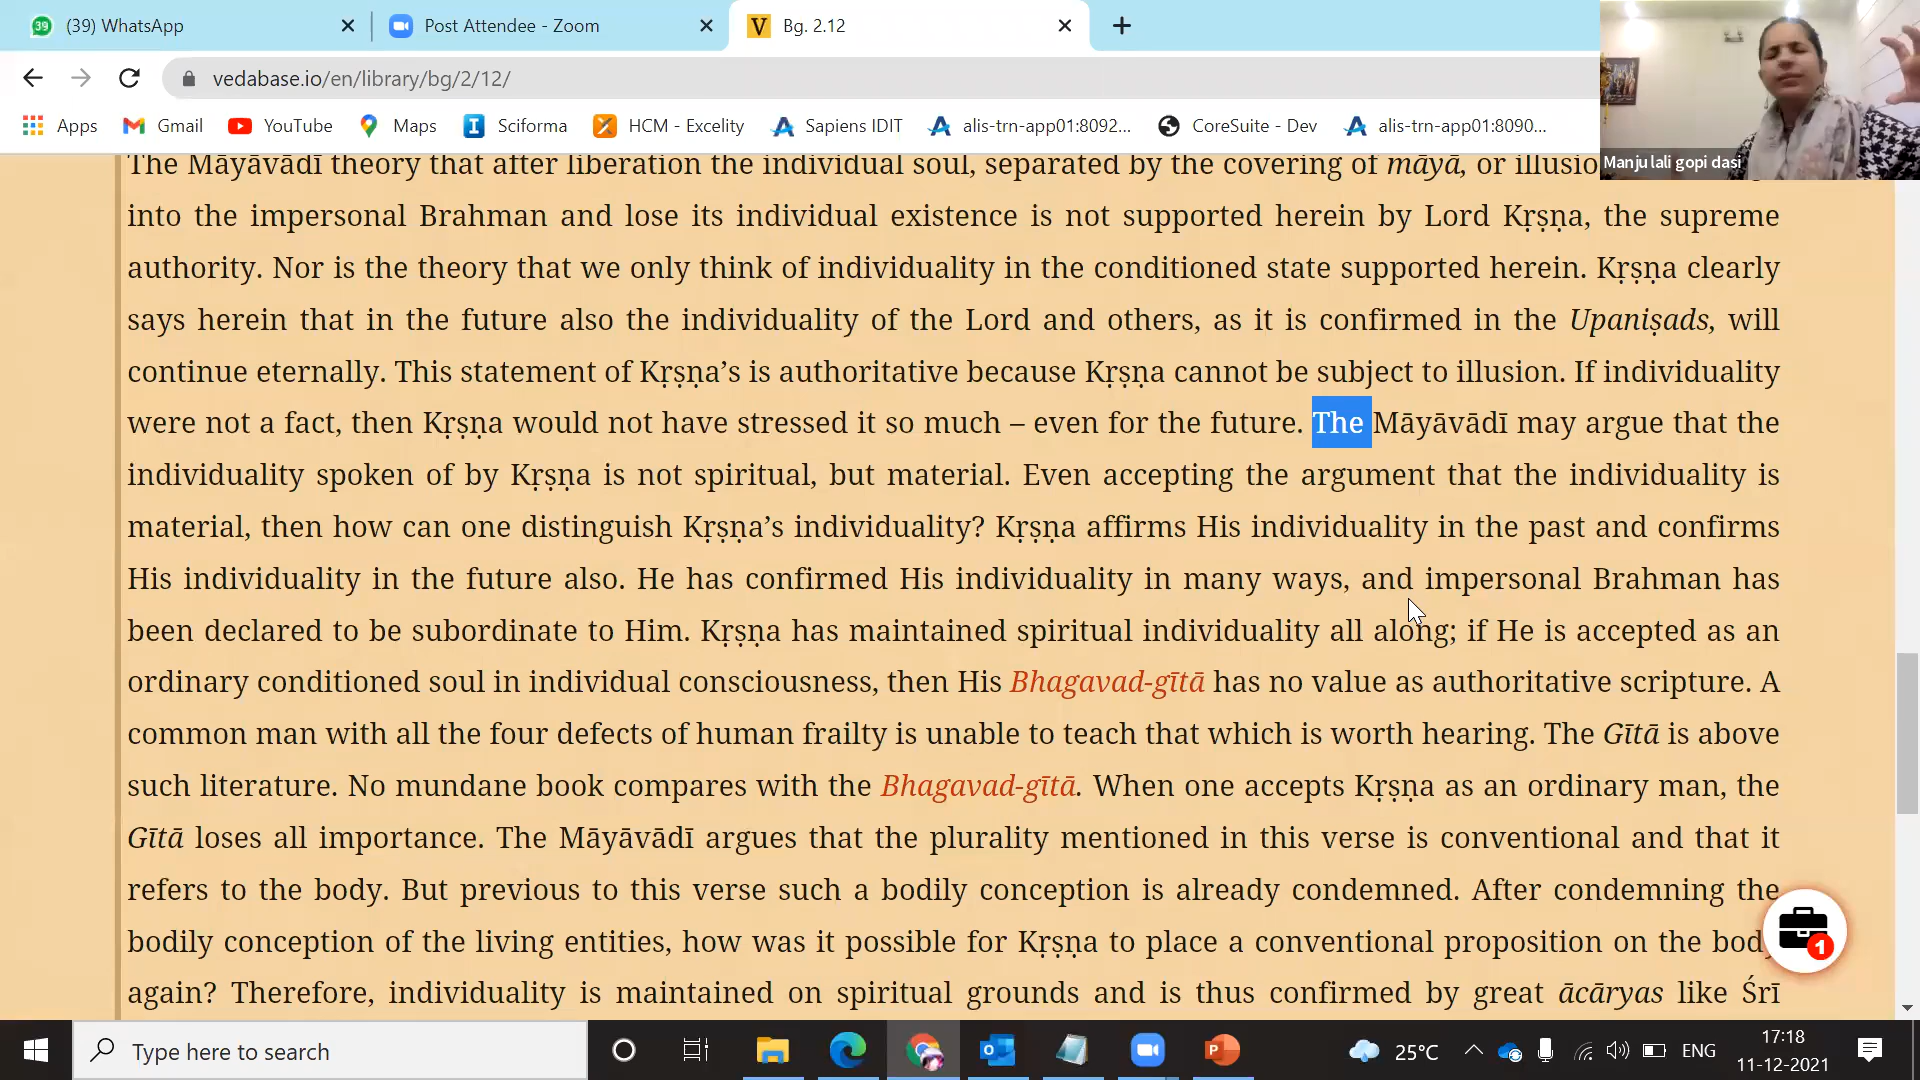 (39) WhatsApp
Post Attendee - Zoom
Bg. 2.12
vedabase.io/en/library/bg/2/12/
Apps Gmail YouTube Maps Sciforma HCM - Excelity Sapiens IDIT alis-trn-app01:8092... CoreSuite - Dev alis-trn-app01:8090...
Manju lali gopi dasi
The Māyāvādī theory that after liberation the individual soul, separated by the covering of māyā, or illusio
into the impersonal Brahman and lose its individual existence is not supported herein by Lord Kṛṣṇa, the supreme
authority. Nor is the theory that we only think of individuality in the conditioned state supported herein. Kṛṣṇa clearly
says herein that in the future also the individuality of the Lord and others, as it is confirmed in the Upaniṣads, will
continue eternally. This statement of Kṛṣṇa’s is authoritative because Kṛṣṇa cannot be subject to illusion. If individuality
were not a fact, then Kṛṣṇa would not have stressed it so much – even for the future. The Māyāvādī may argue that the
individuality spoken of by Kṛṣṇa is not spiritual, but material. Even accepting the argument that the individuality is
material, then how can one distinguish Kṛṣṇa’s individuality? Kṛṣṇa affirms His individuality in the past and confirms
His individuality in the future also. He has confirmed His individuality in many ways, and impersonal Brahman has
been declared to be subordinate to Him. Kṛṣṇa has maintained spiritual individuality all along; if He is accepted as an
ordinary conditioned soul in individual consciousness, then His Bhagavad-gītā has no value as authoritative scripture. A
common man with all the four defects of human frailty is unable to teach that which is worth hearing. The Gītā is above
such literature. No mundane book compares with the Bhagavad-gītā. When one accepts Kṛṣṇa as an ordinary man, the
Gītā loses all importance. The Māyāvādī argues that the plurality mentioned in this verse is conventional and that it
refers to the body. But previous to this verse such a bodily conception is already condemned. After condemning the
bodily conception of the living entities, how was it possible for Kṛṣṇa to place a conventional proposition on the body
again? Therefore, individuality is maintained on spiritual grounds and is thus confirmed by great ācāryas like Śrī
1
Type here to search
25°C
ENG
17:18
11-12-2021